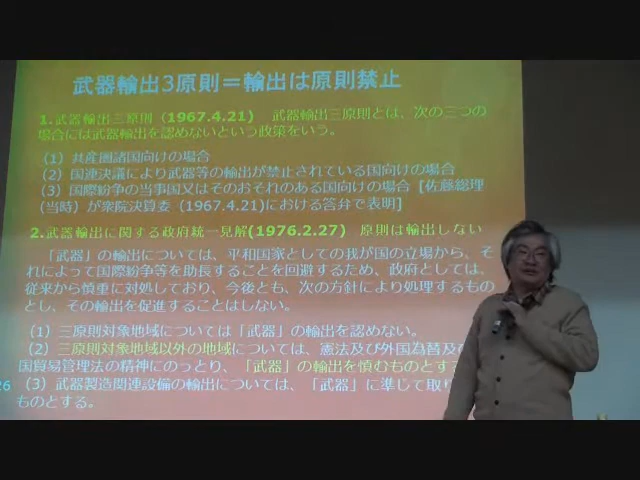 武器輸出3原則＝輸出は原則禁止
1.武器輸出三原則（1967.4.21） 武器輸出三原則とは、次の三つの
場合には武器輸出を認めないという政策をいう。
（1）共産圏諸国向けの場合
（2）国連決議により武器等の輸出が禁止されている国向けの場合
（3）国際紛争の当事国又はそのおそれのある国向けの場合［佐藤総理
（当時）が衆院決算委（1967.4.21)における答弁で表明］
2.武器輸出に関する政府統一見解(1976.2.27) 原則は輸出しない
「武器」の輸出については、平和国家としての我が国の立場から、そ
れによって国際紛争等を助長することを回避するため、政府としては、
従来から慎重に対処しており、今後とも、次の方針により処理するもの
とし、その輸出を促進することはしない。
（1）三原則対象地域については「武器」の輸出を認めない。
（2）三原則対象地域以外の地域については、憲法及び外国為替及び
国貿易管理法の精神にのっとり、「武器」の輸出を慎むものとする
26
（3）武器製造関連設備の輸出については、「武器」に準じて取り
ものとする。